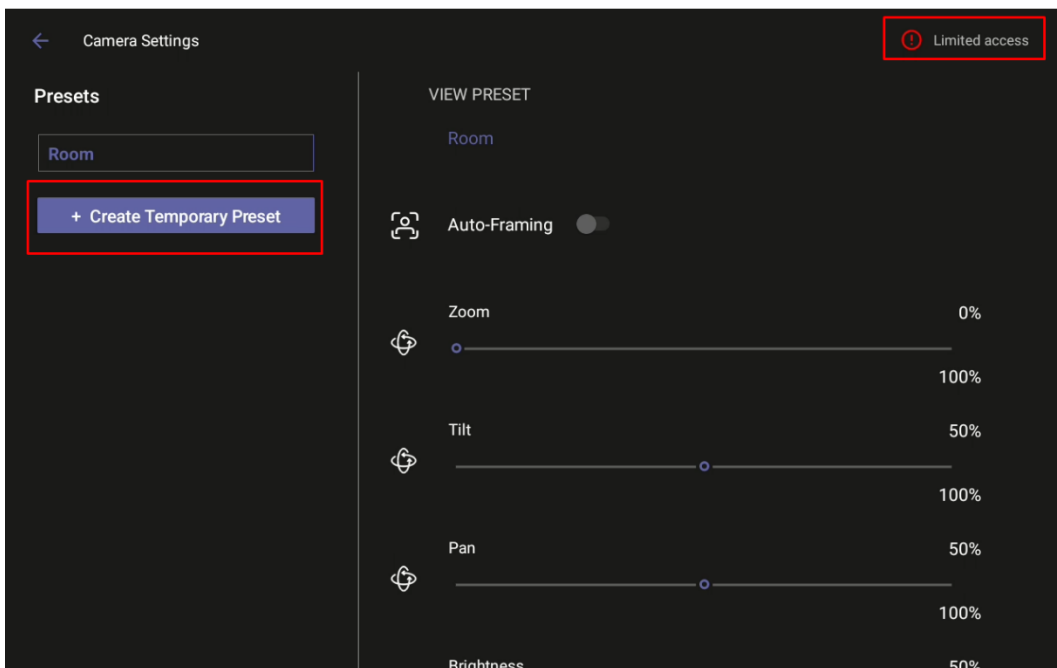 Camera Settings
Limited access
Presets
Room
+ Create Temporary Preset
VIEW PRESET
Room
Auto-Framing
Zoom
0%
100%
Tilt
50%
100%
Pan
50%
100%
Brightness
50%